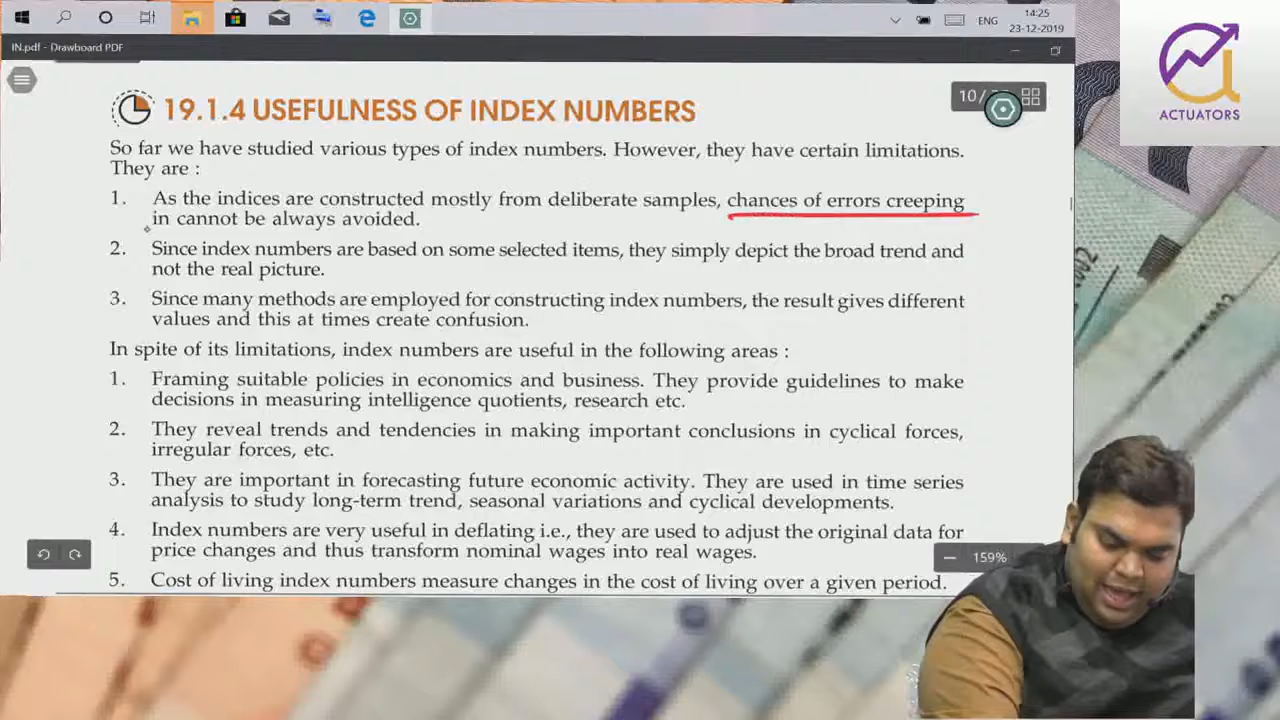 ENG
14:25
23-12-2019
IN.pdf - Drawboard PDF
ACTUATORS
10/
19.1.4 USEFULNESS OF INDEX NUMBERS
So far we have studied various types of index numbers. However, they have certain limitations.
They are :
1. As the indices are constructed mostly from deliberate samples, chances of errors creeping
in cannot be always avoided.
2. Since index numbers are based on some selected items, they simply depict the broad trend and
not the real picture.
3. Since many methods are employed for constructing index numbers, the result gives different
values and this at times create confusion.
In spite of its limitations, index numbers are useful in the following areas :
1. Framing suitable policies in economics and business. They provide guidelines to make
decisions in measuring intelligence quotients, research etc.
2. They reveal trends and tendencies in making important conclusions in cyclical forces,
irregular forces, etc.
3. They are important in forecasting future economic activity. They are used in time series
analysis to study long-term trend, seasonal variations and cyclical developments.
4. Index numbers are very useful in deflating i.e., they are used to adjust the original data for
price changes and thus transform nominal wages into real wages.
5. Cost of living index numbers measure changes in the cost of living over a given period.
159%